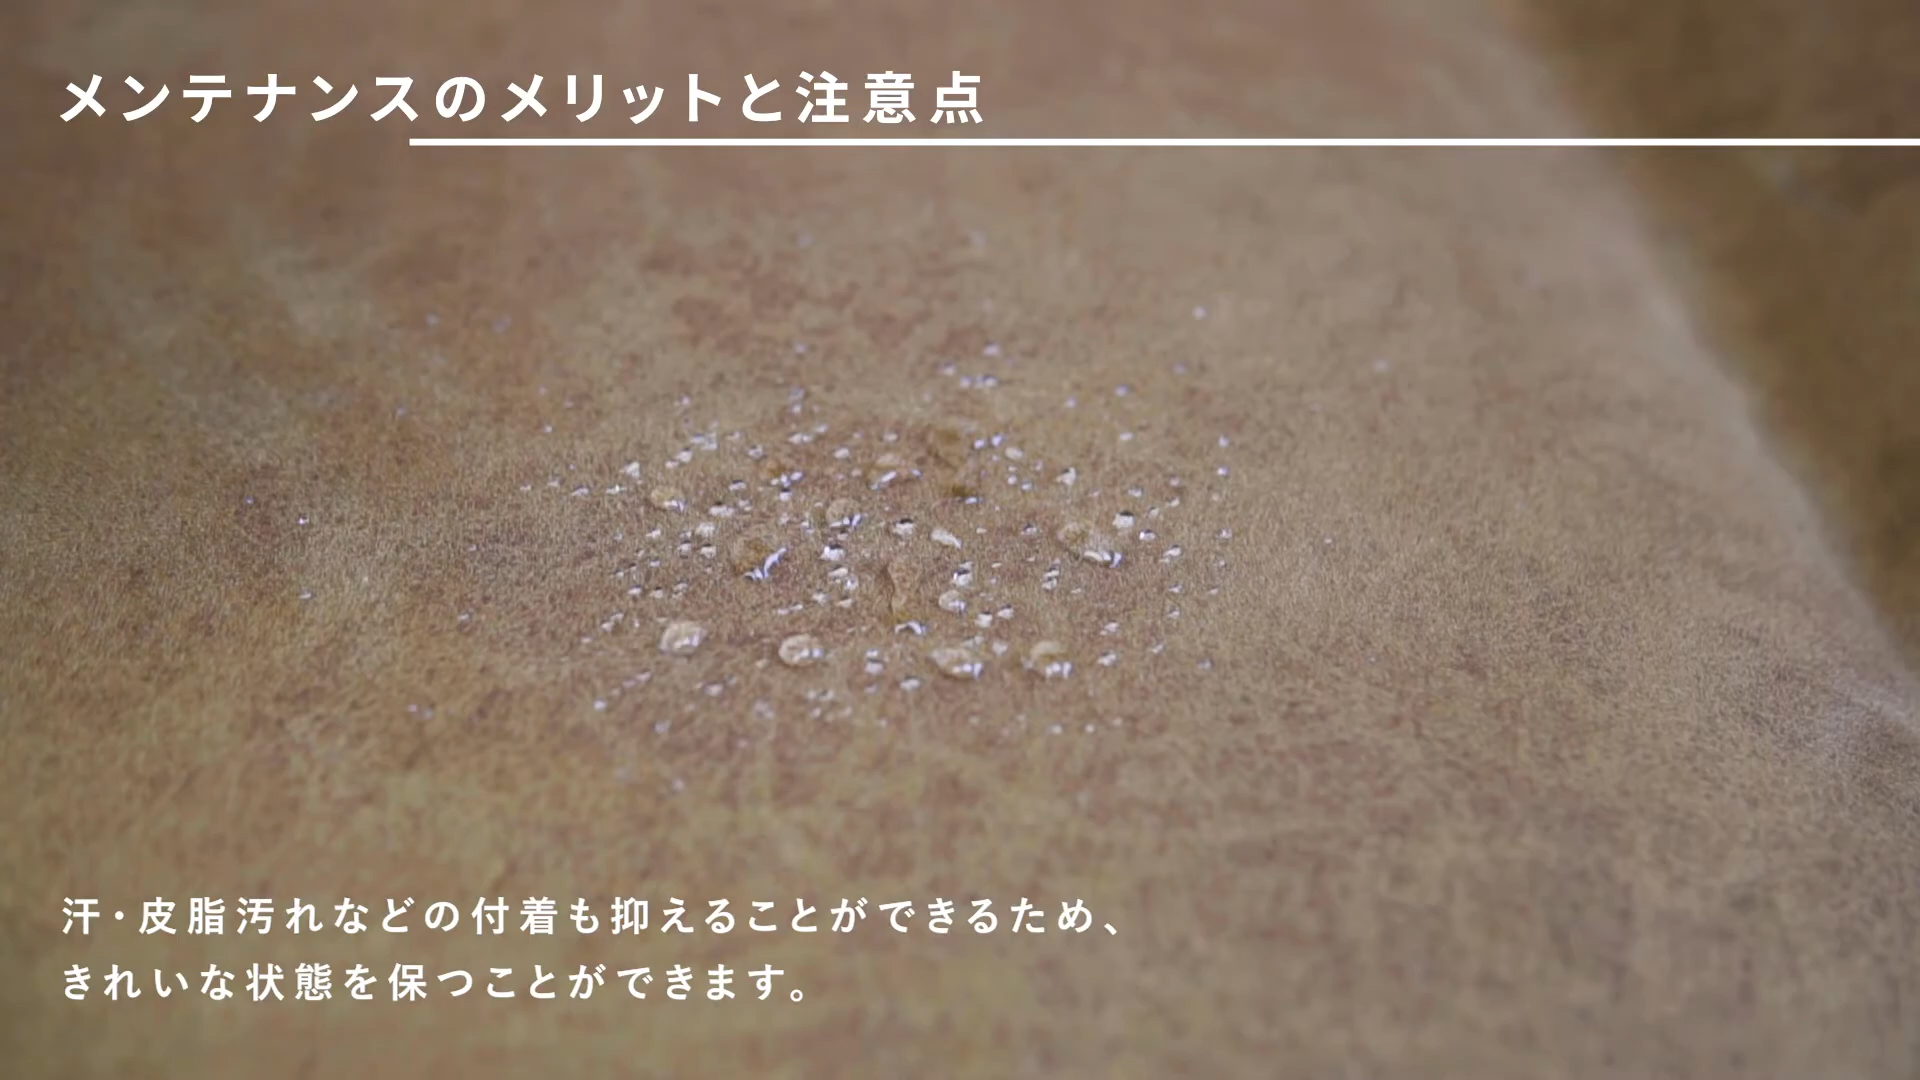 メンテナンスのメリットと注意点
汗・皮脂汚れなどの付着も抑えることができるため、
きれいな状態を保つことができます。